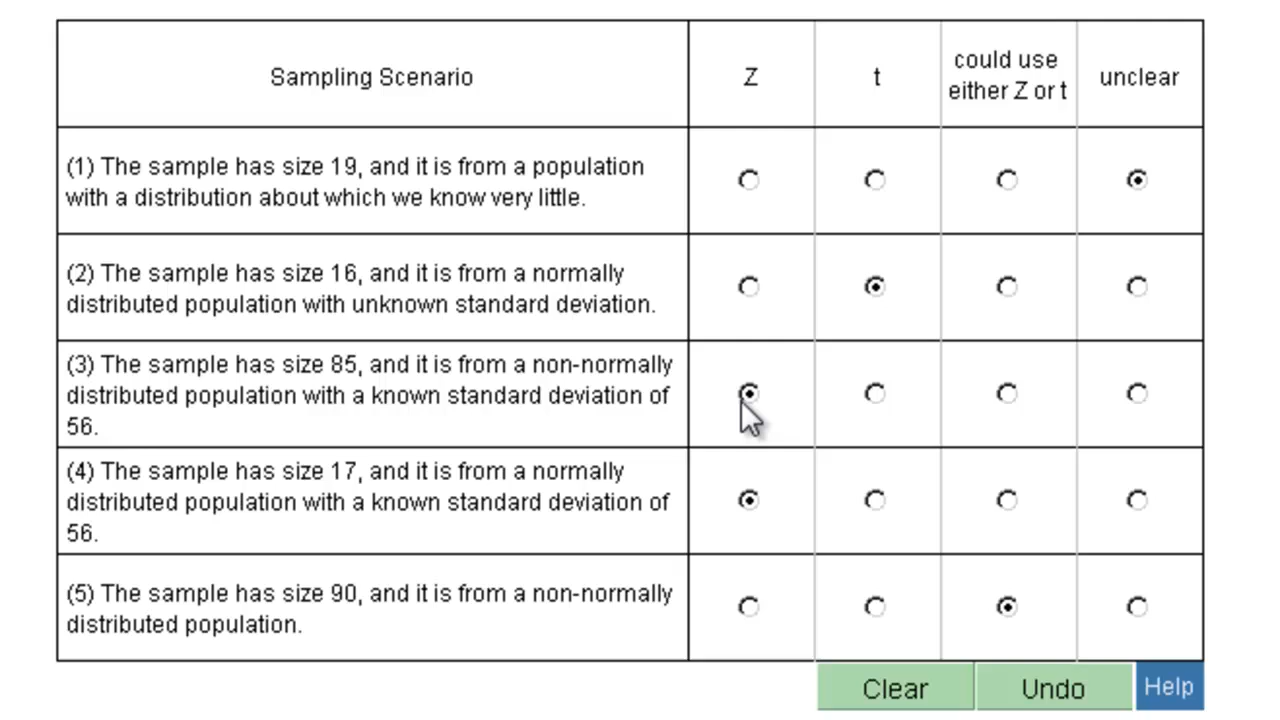 Sampling Scenario
Z
t
could use
either Z or t
unclear
(1) The sample has size 19, and it is from a population
with a distribution about which we know very little.
(2) The sample has size 16, and it is from a normally
distributed population with unknown standard deviation.
(3) The sample has size 85, and it is from a non-normally
distributed population with a known standard deviation of
56.
(4) The sample has size 17, and it is from a normally
distributed population with a known standard deviation of
56.
(5) The sample has size 90, and it is from a non-normally
distributed population.
Clear
Undo
Help